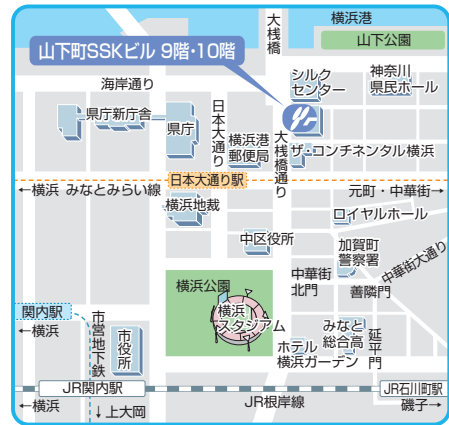 横浜港
大桟橋
山下公園
山下町SSKビル 9階・10階
海岸通り
シルク
センター
神奈川
県民ホール
県庁新庁舎
県庁
日本大通り
横浜港
郵便局
大桟橋通り
ザ・コンチネンタル横浜
日本大通り駅
←横浜 みなとみらい線
元町・中華街→
横浜地裁
ロイヤルホール
中区役所
加賀町
警察署
中華街大通り
中華街
北門
善隣門
横浜公園
横浜
スタジアム
関内駅
←横浜
市営地下鉄
市役所
みなと
総合高
延平門
ホテル
横浜ガーデン
JR関内駅
JR石川町駅
←横浜
↓上大岡
JR根岸線
磯子→